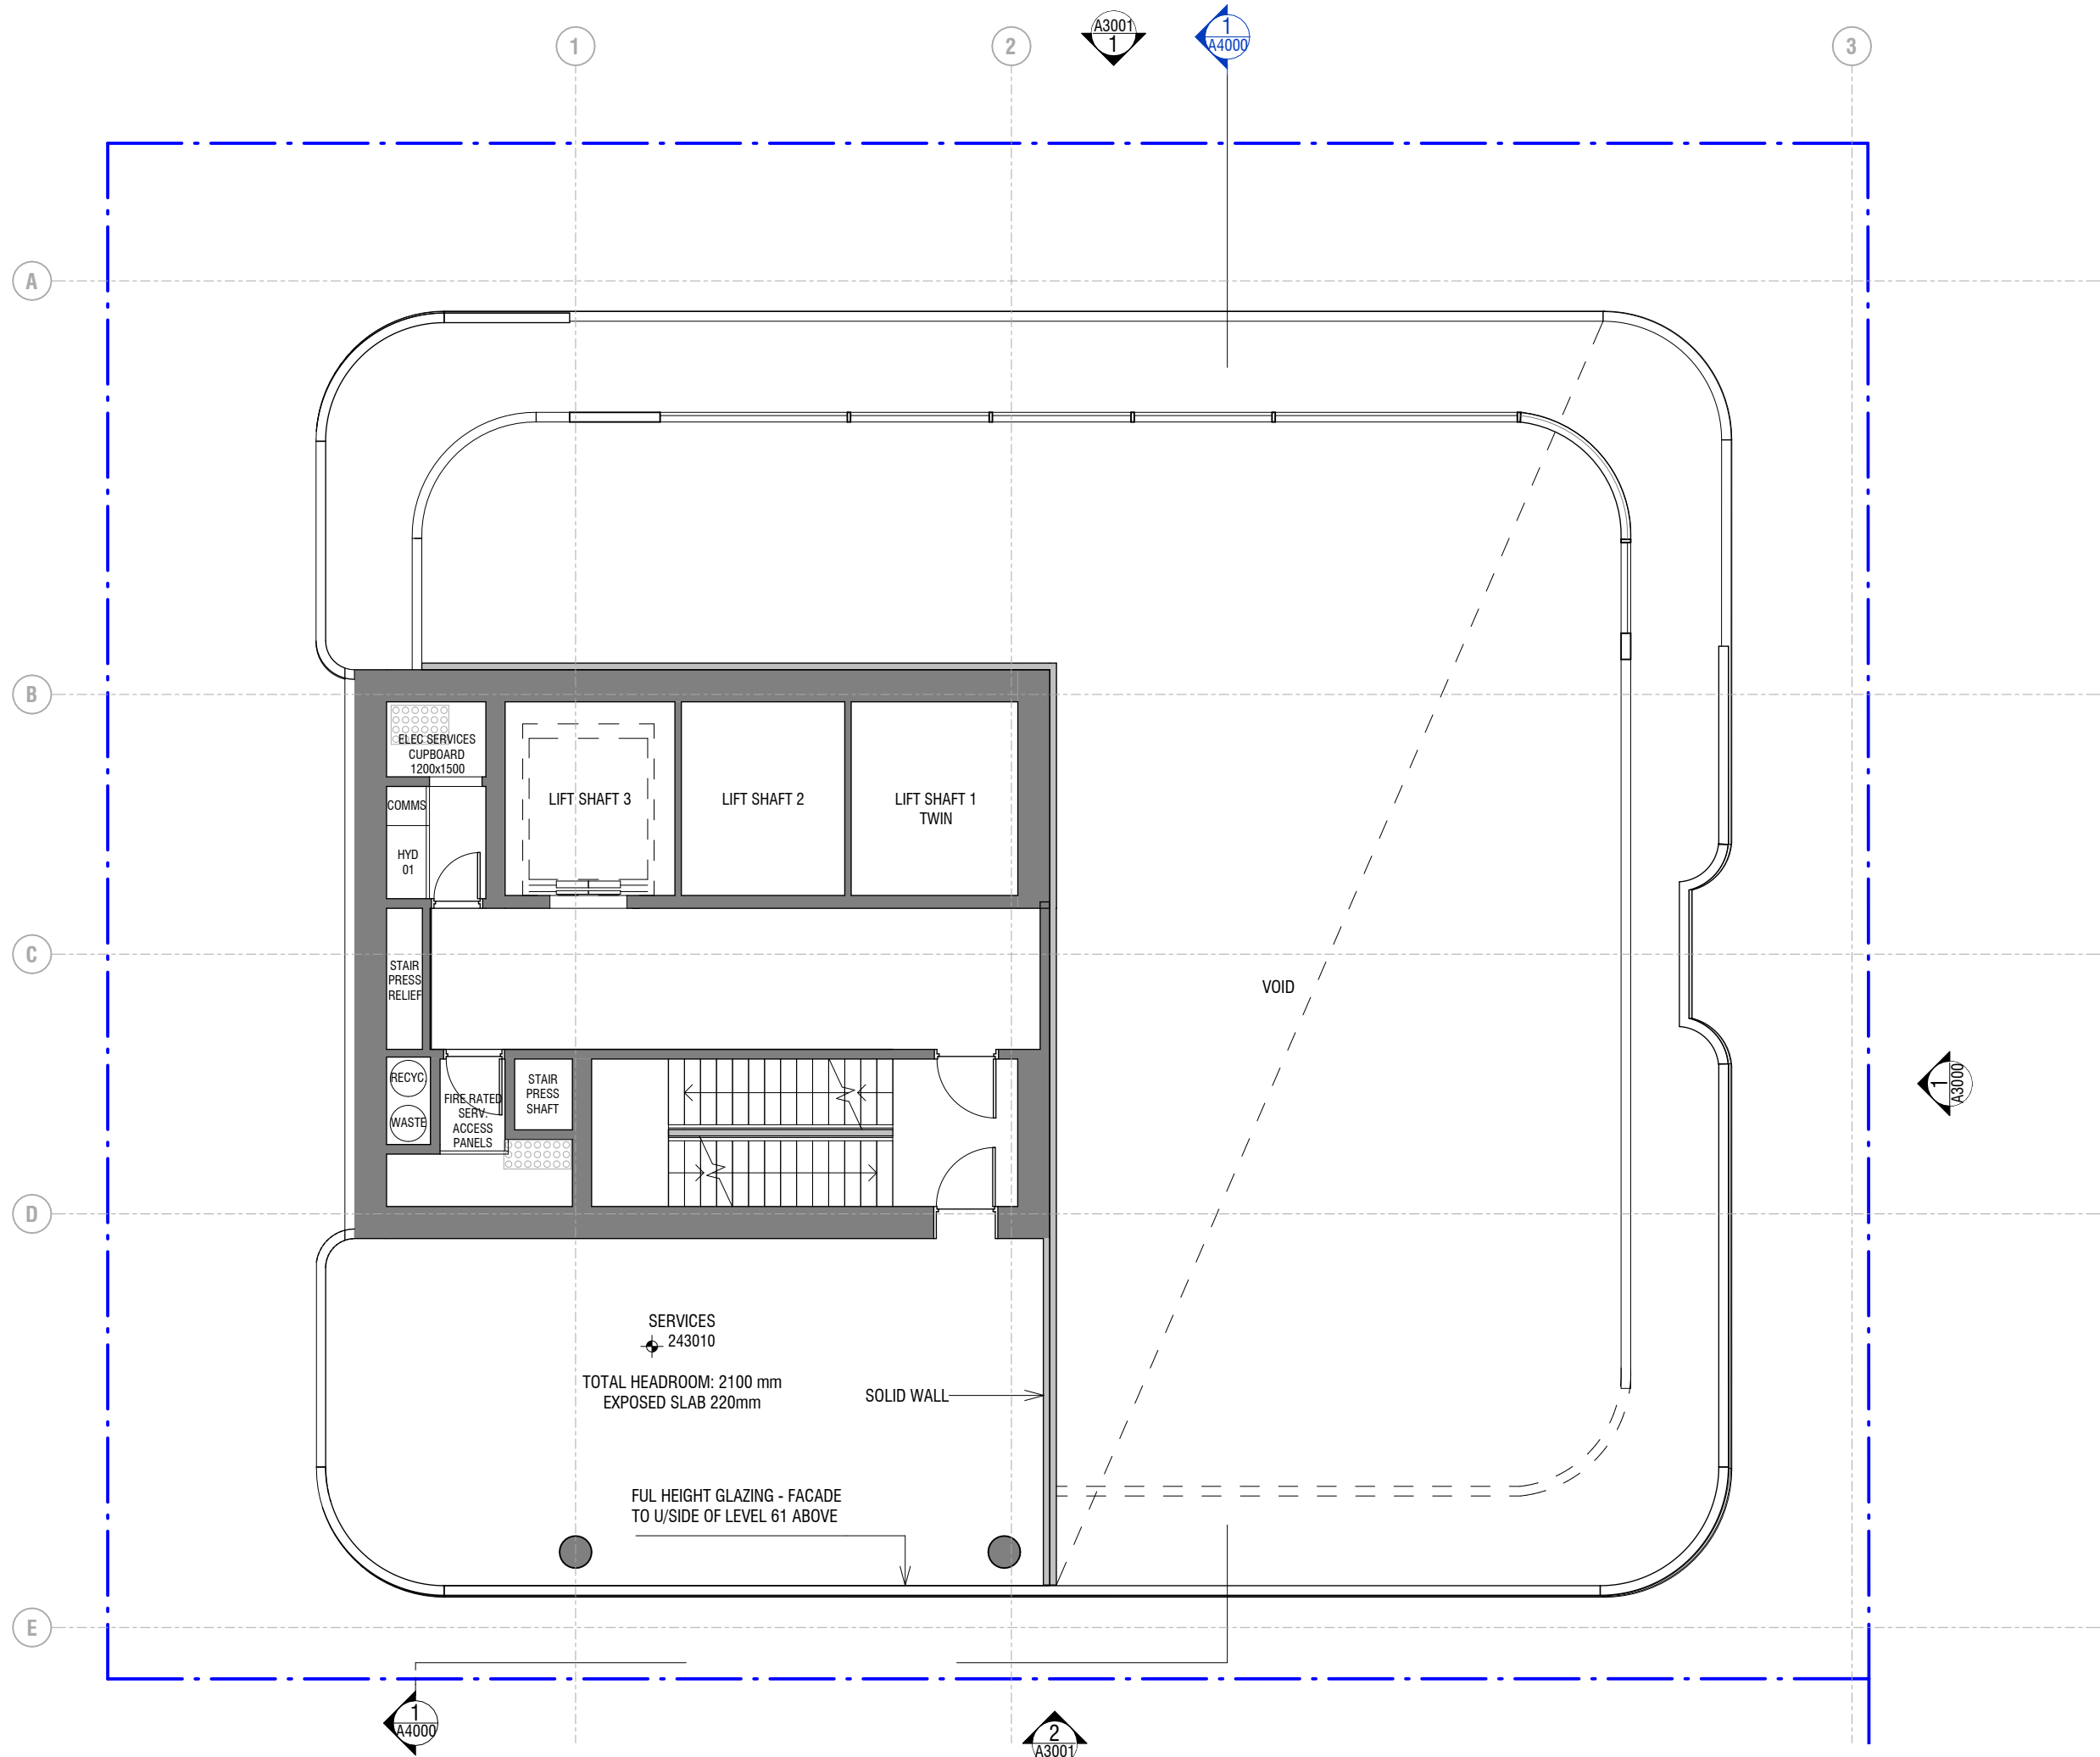 A3001
1
1
A4000
1
2
3
A
B
ELEC SERVICES
CUPBOARD
1200x1500
COMMS
HYD
01
LIFT SHAFT 3
LIFT SHAFT 2
LIFT SHAFT 1
TWIN
C
STAIR
PRESS
RELIEF
VOID
RECYC.
WASTE
FIRE RATED
SERV.
ACCESS
PANELS
STAIR
PRESS
SHAFT
1
A3000
D
SERVICES
243010
TOTAL HEADROOM: 2100 mm
EXPOSED SLAB 220mm
SOLID WALL
FUL HEIGHT GLAZING - FACADE
TO U/SIDE OF LEVEL 61 ABOVE
E
1
A4000
2
A3001